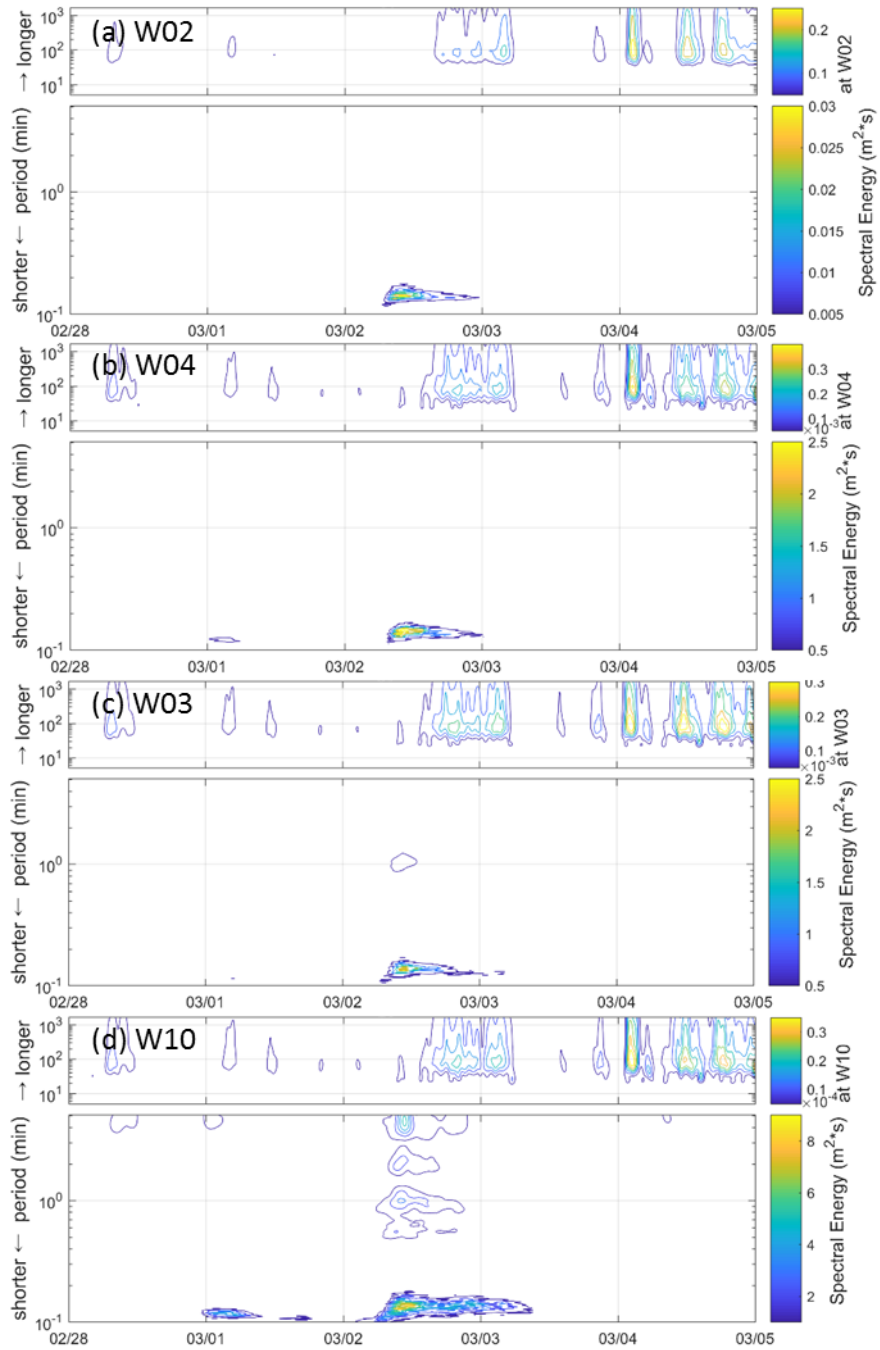 (a) W02
10³
10²
10¹
→ longer
0.2
0.1
at W02
shorter ← period (min)
10⁰
10⁻¹
0.03
0.025
0.02
0.015
0.01
0.005
Spectral Energy (m²*s)
02/28 03/01 03/02 03/03 03/04 03/05
(b) W04
10³
10²
10¹
→ longer
0.3
0.2
0.1
at W04
×10⁻³
shorter ← period (min)
10⁰
10⁻¹
2.5
2
1.5
1
0.5
Spectral Energy (m²*s)
02/28 03/01 03/02 03/03 03/04 03/05
(c) W03
10³
10²
10¹
→ longer
0.3
0.2
0.1
at W03
×10⁻³
shorter ← period (min)
10⁰
10⁻¹
2.5
2
1.5
1
0.5
Spectral Energy (m²*s)
02/28 03/01 03/02 03/03 03/04 03/05
(d) W10
10³
10²
10¹
→ longer
0.3
0.2
0.1
at W10
×10⁻⁴
shorter ← period (min)
10⁰
10⁻¹
8
6
4
2
Spectral Energy (m²*s)
02/28 03/01 03/02 03/03 03/04 03/05